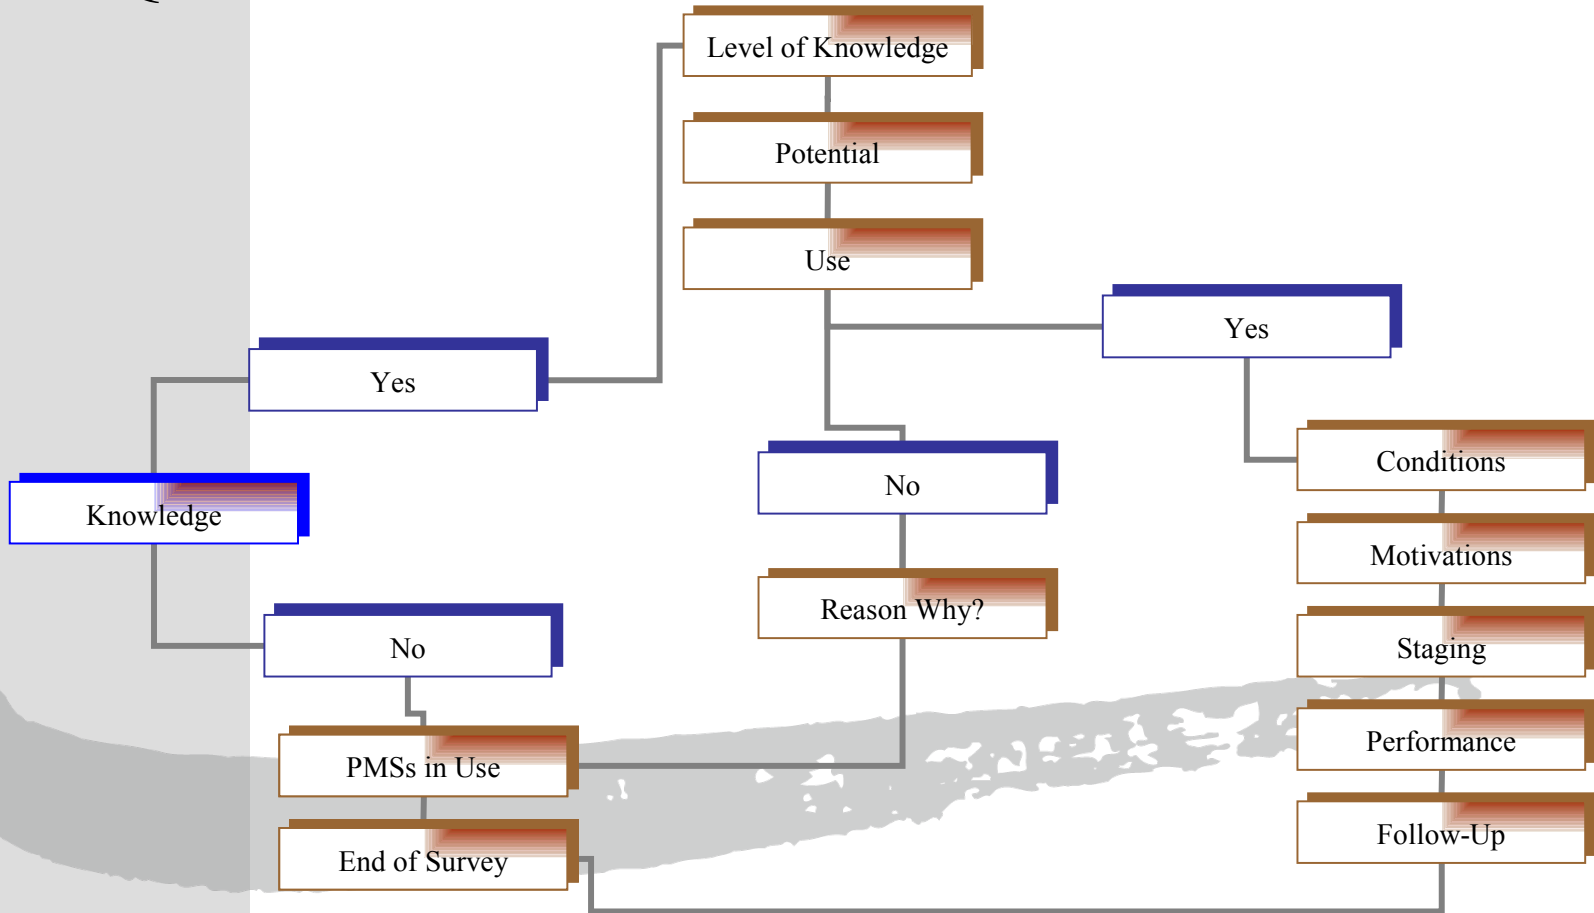 Level of Knowledge
Potential
Use
Yes
Yes
Conditions
No
Knowledge
Motivations
Reason Why?
No
Staging
PMSs in Use
Performance
End of Survey
Follow-Up